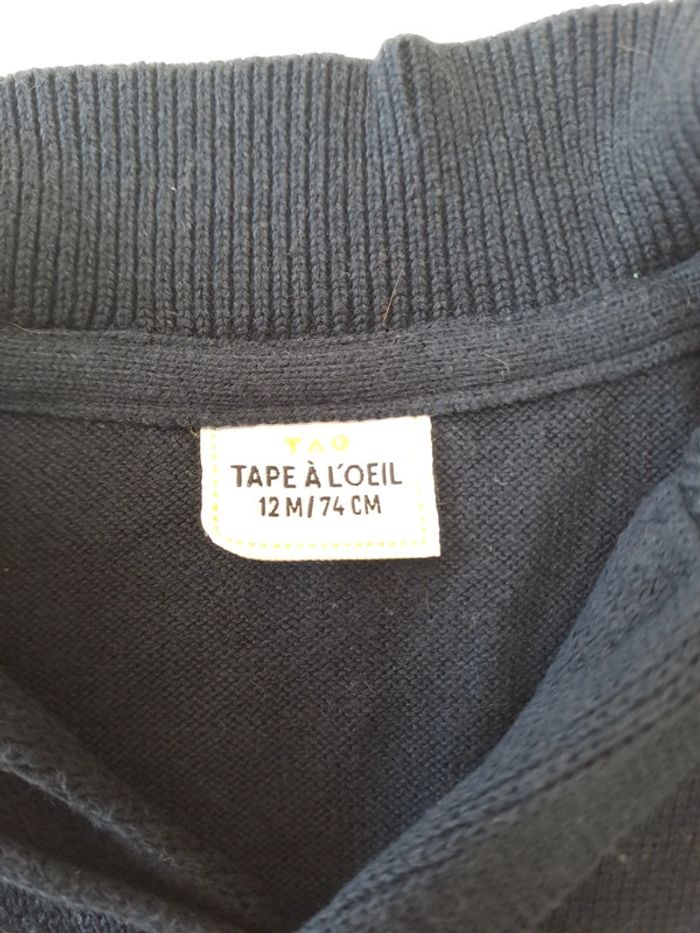 TAO
TAPE À L'OEIL
12 M/74 CM